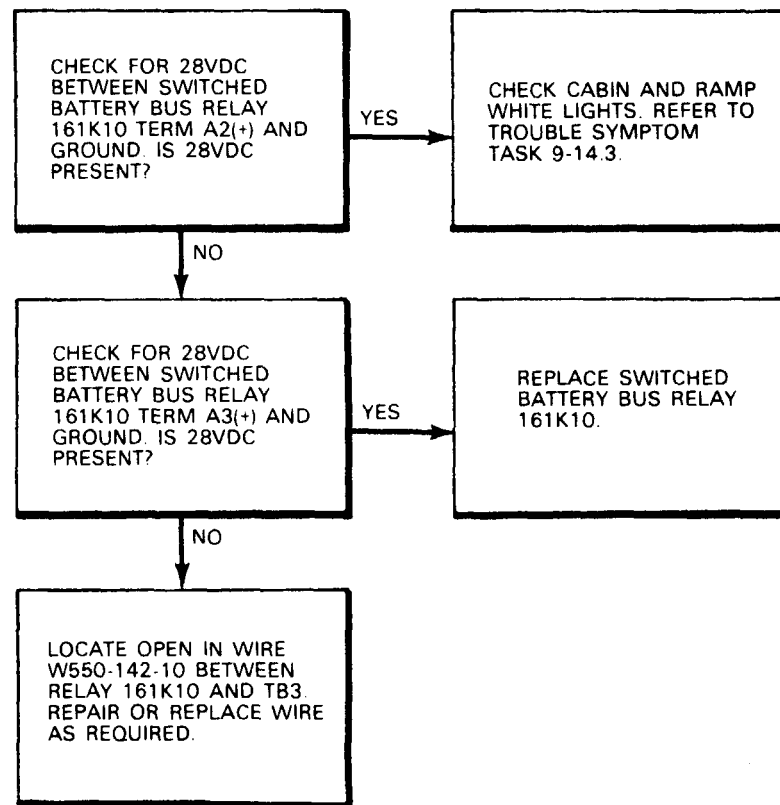 CHECK FOR 28VDC
BETWEEN SWITCHED
BATTERY BUS RELAY
161K10 TERM A2(+) AND
GROUND. IS 28VDC
PRESENT?
YES
CHECK CABIN AND RAMP
WHITE LIGHTS. REFER TO
TROUBLE SYMPTOM
TASK 9-14.3.
NO
CHECK FOR 28VDC
BETWEEN SWITCHED
BATTERY BUS RELAY
161K10 TERM A3(+) AND
GROUND. IS 28VDC
PRESENT?
YES
REPLACE SWITCHED
BATTERY BUS RELAY
161K10.
NO
LOCATE OPEN IN WIRE
W550-142-10 BETWEEN
RELAY 161K10 AND TB3.
REPAIR OR REPLACE WIRE
AS REQUIRED.